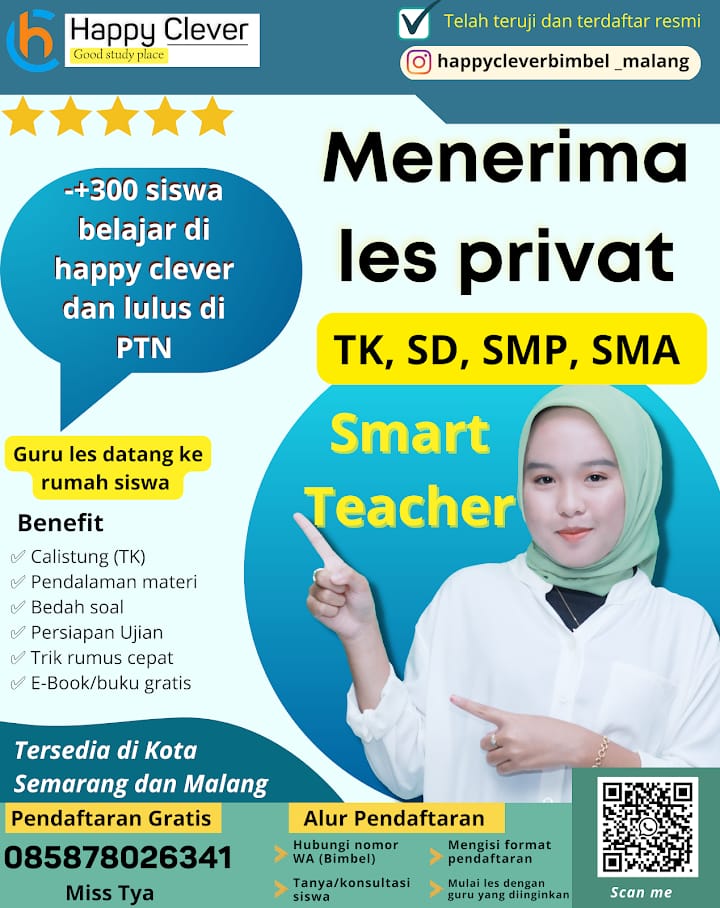 Happy Clever
Good study place
Telah teruji dan terdaftar resmi
happycleverbimbel _malang
Menerima
les privat
TK, SD, SMP, SMA
-+300 siswa
belajar di
happy clever
dan lulus di
PTN
Smart
Teacher
Guru les datang ke
rumah siswa
Benefit
✅ Calistung (TK)
✅ Pendalaman materi
✅ Bedah soal
✅ Persiapan Ujian
✅ Trik rumus cepat
✅ E-Book/buku gratis
Tersedia di Kota
Semarang dan Malang
Pendaftaran Gratis
085878026341
Miss Tya
Alur Pendaftaran
Hubungi nomor
WA (Bimbel)
Tanya/konsultasi
siswa
Mengisi format
pendaftaran
Mulai les dengan
guru yang diinginkan
Scan me